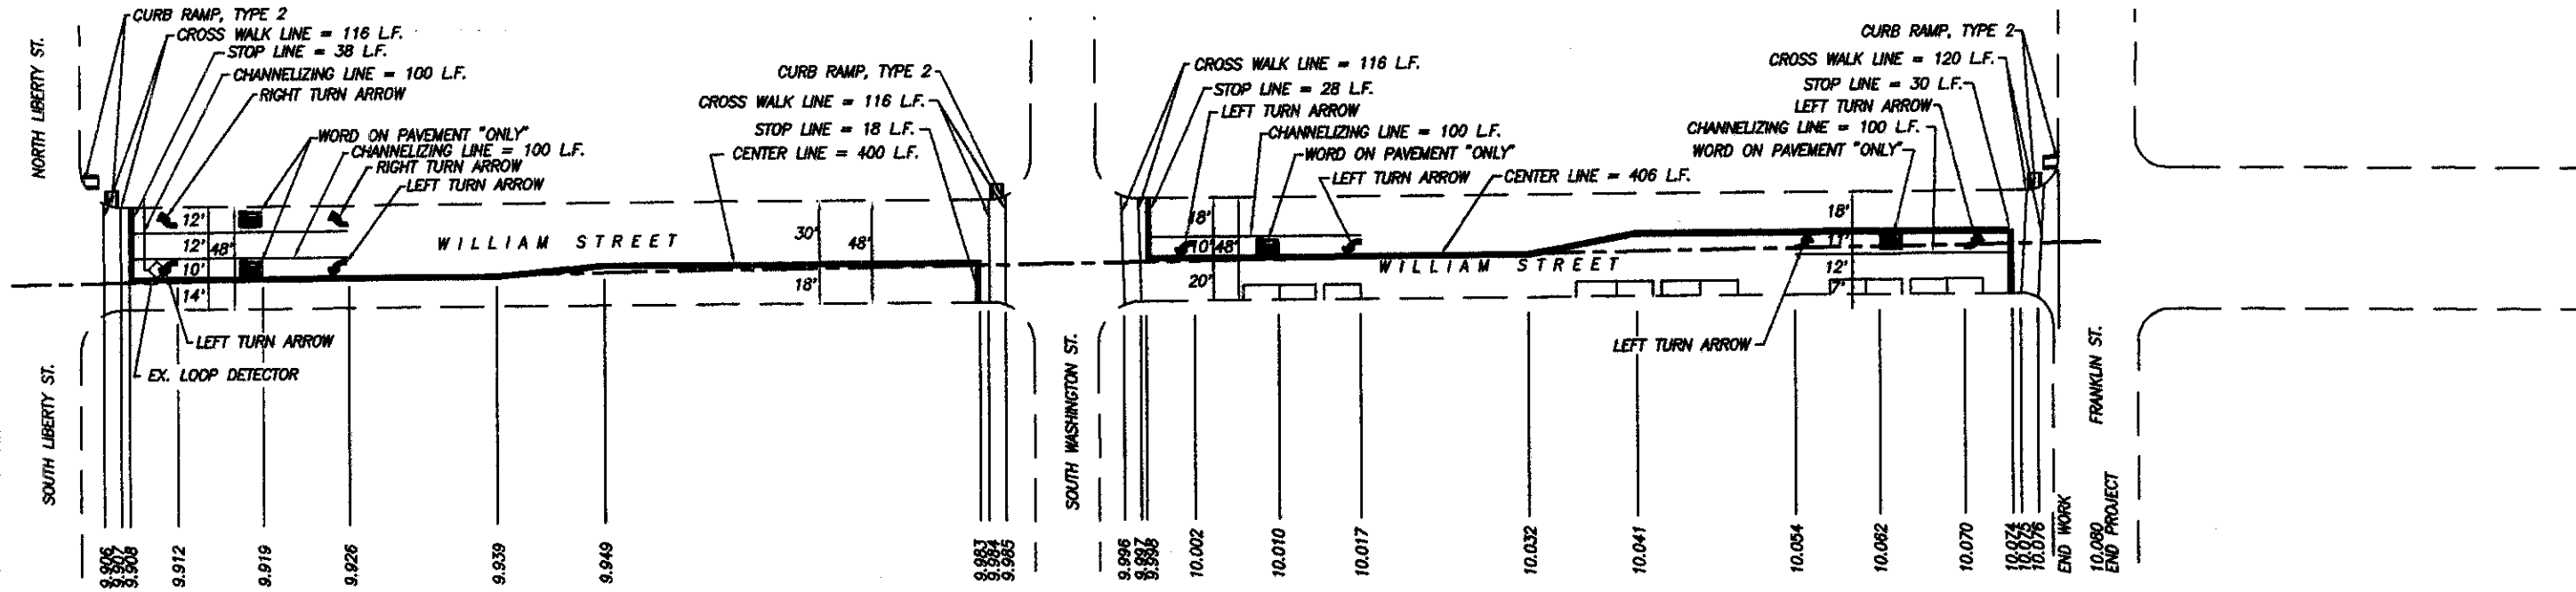 NORTH LIBERTY ST.
CURB RAMP, TYPE 2
CROSS WALK LINE = 116 L.F.
STOP LINE = 38 L.F.
CHANNELIZING LINE = 100 L.F.
RIGHT TURN ARROW
WORD ON PAVEMENT "ONLY"
CHANNELIZING LINE = 100 L.F.
RIGHT TURN ARROW
LEFT TURN ARROW
12'
12'
48'
10'
14'
WILLIAM STREET
LEFT TURN ARROW
EX. LOOP DETECTOR
SOUTH LIBERTY ST.
CURB RAMP, TYPE 2
CROSS WALK LINE = 116 L.F.
STOP LINE = 18 L.F.
CENTER LINE = 400 L.F.
30'
48'
18'
SOUTH WASHINGTON ST.
CROSS WALK LINE = 116 L.F.
STOP LINE = 28 L.F.
LEFT TURN ARROW
CHANNELIZING LINE = 100 L.F.
WORD ON PAVEMENT "ONLY"
LEFT TURN ARROW
CENTER LINE = 406 L.F.
18'
10'
48'
20'
WILLIAM STREET
CURB RAMP, TYPE 2
CROSS WALK LINE = 120 L.F.
STOP LINE = 30 L.F.
LEFT TURN ARROW
CHANNELIZING LINE = 100 L.F.
WORD ON PAVEMENT "ONLY"
18'
11'
12'
7'
LEFT TURN ARROW
FRANKLIN ST.
9.906
9.907
9.908
9.912
9.919
9.926
9.939
9.949
9.983
9.984
9.985
9.996
9.997
9.998
10.002
10.010
10.017
10.032
10.041
10.054
10.062
10.070
10.074
10.075
10.076
END WORK
10.080
END PROJECT